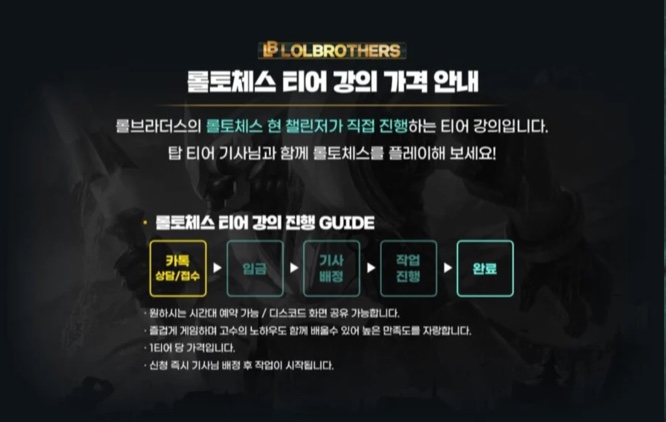 LB LOLBROTHERS
롤토체스 티어 강의 가격 안내
롤브라더스의 롤토체스 현 챌린저가 직접 진행하는 티어 강의입니다.
탑 티어 기사님과 함께 롤토체스를 플레이해 보세요!
· 롤토체스 티어 강의 진행 GUIDE
카톡
상담/접수
입금
기사
배정
작업
진행
완료
· 원하시는 시간대 예약 가능 / 디스코드 화면 공유 가능합니다.
· 즐겁게 게임하며 고수의 노하우도 함께 배울수 있어 높은 만족도를 자랑합니다.
· 1티어 당 가격입니다.
· 신청 즉시 기사님 배정 후 작업이 시작됩니다.